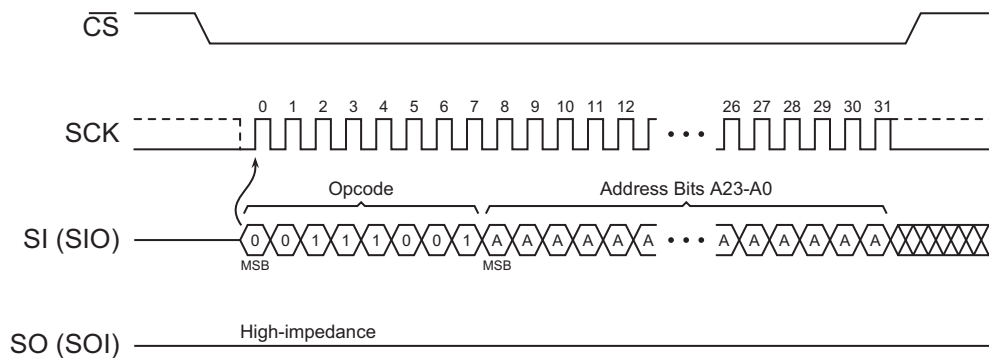 CS
0 1 2 3 4 5 6 7 8 9 10 11 12 26 27 28 29 30 31
SCK
Opcode Address Bits A23-A0
SI (SIO) 0 0 1 1 1 0 0 1 A A A A A A A A A A A A
MSB MSB
High-impedance
SO (SOI)